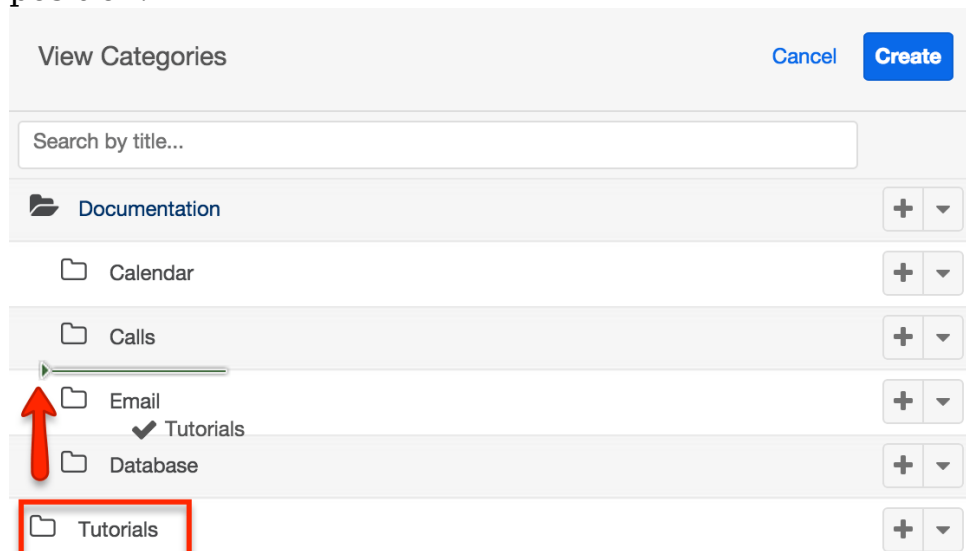 View Categories
Cancel
Create
Search by title...
Documentation
Calendar
Calls
Email
Tutorials
Database
Tutorials